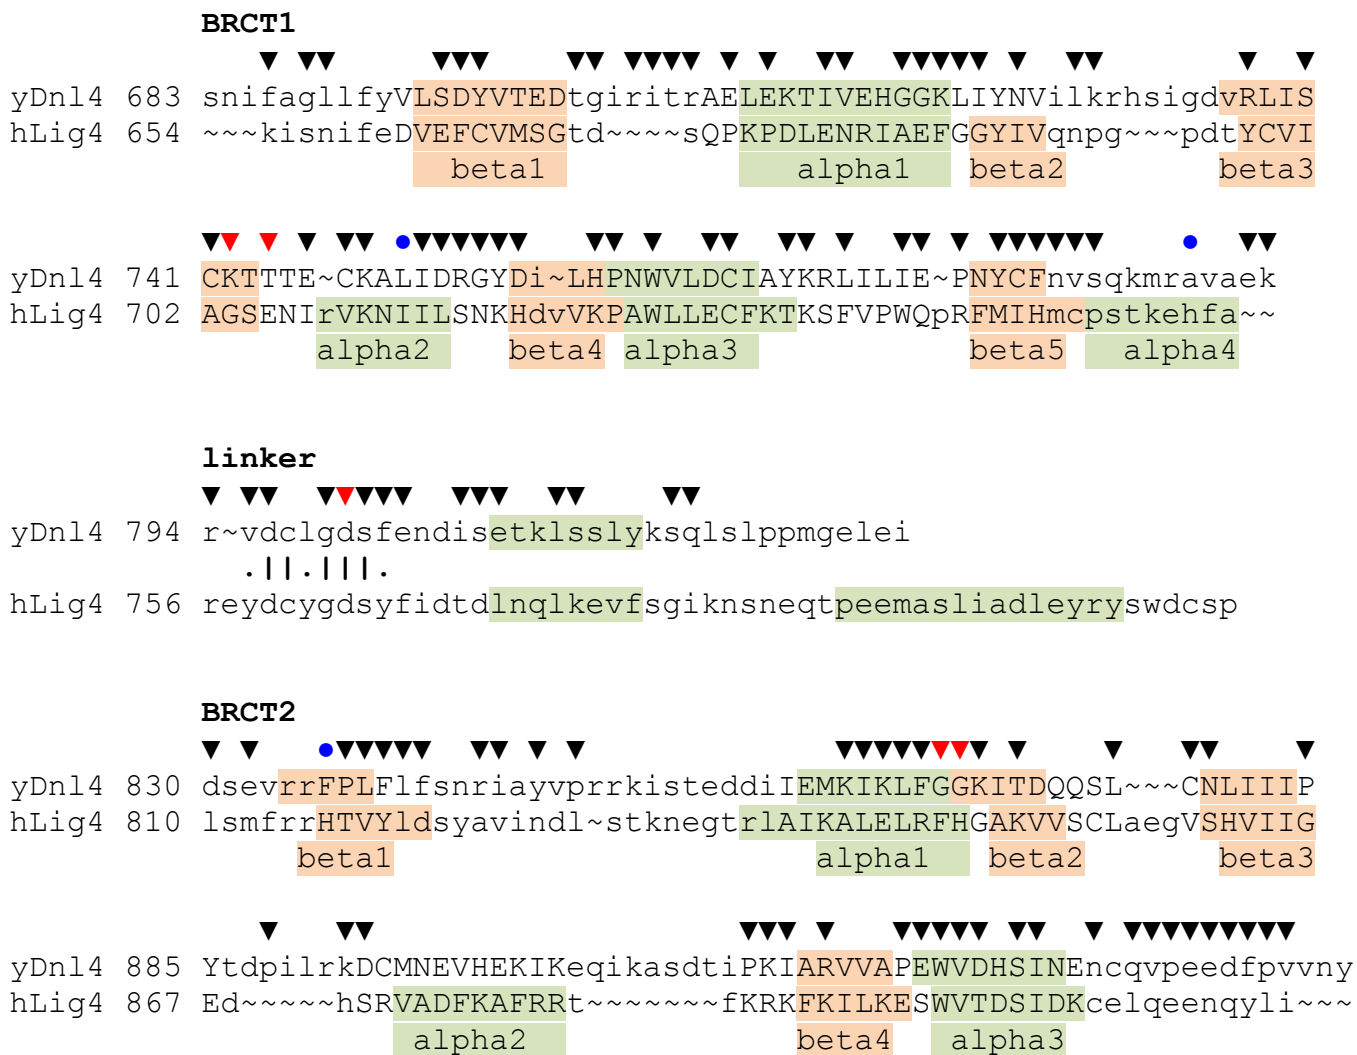 BRCT1
▼ ▼▼ ▼▼▼ ▼▼ ▼▼▼▼ ▼ ▼ ▼▼ ▼▼▼▼▼ ▼ ▼▼ ▼ ▼
yDnl4 683 snifagllfyVLSDYVTEDtgiritrAELEKTIVEHGGKLIYNVilkrhsigdvRLIS
hLig4 654 ~~~kisnifeDVEFCVMSGtd~~~~sQPKPDLENRIAEFGGYIVqnpg~~~pdtYCVI
beta1 alpha1 beta2 beta3
▼▼ ▼ ▼ ▼▼ ●▼▼▼▼▼▼ ▼▼ ▼ ▼▼ ▼▼ ▼ ▼▼ ▼ ▼▼▼▼▼▼ ● ▼▼
yDnl4 741 CKTTTE~CKALIDRGYDi~LHPNWVLDCIAYKRLILIE~PNYCFnvsqkmravaek
hLig4 702 AGSENIrVKNIILSNKHdvVKPAWLLECFKTKSFVPWQpRFMIHmcpstkehfa~~
alpha2 beta4 alpha3 beta5 alpha4
linker
▼ ▼▼ ▼▼▼▼▼ ▼▼▼ ▼▼ ▼▼
yDnl4 794 r~vdclgdsfendisetklsslyksqlslppmgelei
.||.|||.
hLig4 756 reydcygdsyfidtdlnqlkevfsgiknsneqtpeemasliadleyryswdcsp
BRCT2
▼ ▼ ●▼▼▼▼▼ ▼▼ ▼ ▼ ▼▼▼▼▼▼▼▼ ▼ ▼ ▼▼ ▼
yDnl4 830 dsevrrFPLFlfsnriayvprrkisteddiIEMKIKLFGGKITDQQSL~~~CNLIIIP
hLig4 810 lsmfrrHTVYldsyavindl~stknegtrlAIKALELRFHGAKVVSCLaegVSHVIIG
beta1 alpha1 beta2 beta3
▼ ▼▼ ▼▼▼ ▼ ▼▼▼▼▼ ▼▼ ▼ ▼▼▼▼▼▼▼▼▼
yDnl4 885 YtdpilrkDCMNEVHEKIKeqikasdtiPKIARVVAPEWVDHSINEncqvpeedfpvvny
hLig4 867 Ed~~~~~hSRVADFKAFRRt~~~~~~~fKRKFKILKESWVTDSIDKcelqeenqyli~~~
alpha2 beta4 alpha3